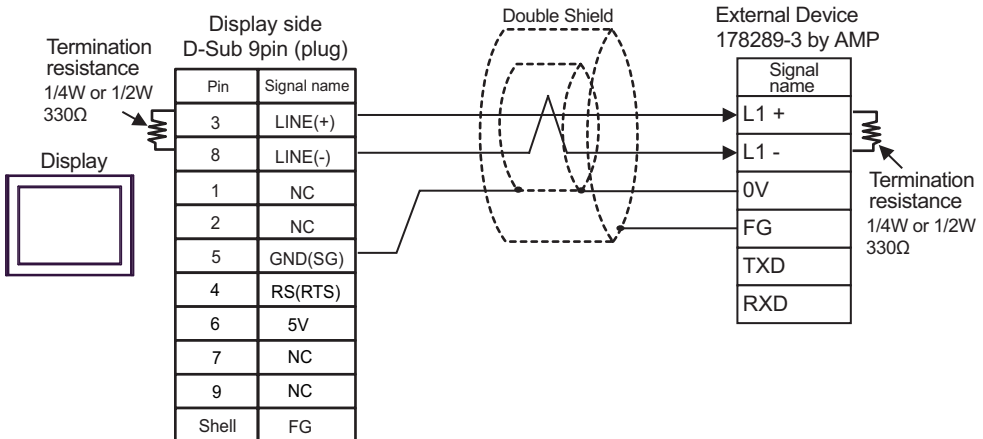 Display side
D-Sub 9pin (plug)
Double Shield
External Device
178289-3 by AMP
Termination
resistance
1/4W or 1/2W
330Ω
Display
Pin Signal name
3 LINE(+)
8 LINE(-)
1 NC
2 NC
5 GND(SG)
4 RS(RTS)
6 5V
7 NC
9 NC
Shell FG
Signal
name
L1 +
L1 -
0V
FG
TXD
RXD
Termination
resistance
1/4W or 1/2W
330Ω